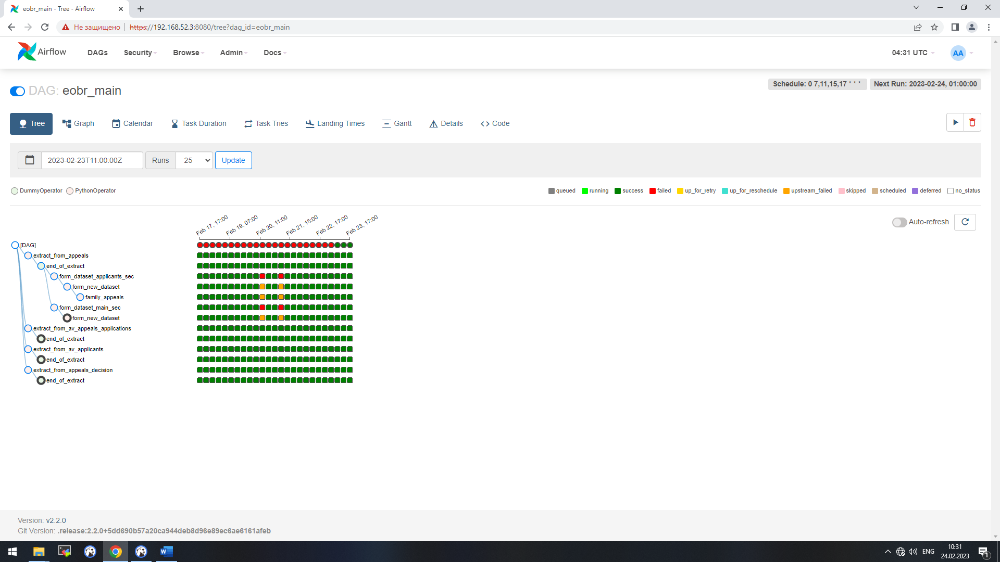 eobr_main - Tree - Airflow
Не защищено https://192.168.52.3:8080/tree?dag_id=eobr_main
Airflow DAGs Security Browse Admin Docs 04:31 UTC AA
DAG: eobr_main Schedule: 0 7,11,15,17 * * * Next Run: 2023-02-24, 01:00:00
Tree Graph Calendar Task Duration Task Tries Landing Times Gantt Details Code
2023-02-23T11:00:00Z Runs 25 Update
DummyOperator PythonOperator queued running success failed up_for_retry up_for_reschedule upstream_failed skipped scheduled deferred no_status
Feb 17, 17:00 Feb 19, 07:00 Feb 20, 11:00 Feb 21, 15:00 Feb 22, 17:00 Feb 23, 17:00
Auto-refresh
[DAG]
extract_from_appeals
end_of_extract
form_dataset_applicants_sec
form_new_dataset
family_appeals
form_dataset_main_sec
form_new_dataset
extract_from_av_appeals_applications
end_of_extract
extract_from_av_applicants
end_of_extract
extract_from_appeals_decision
end_of_extract
Version: v2.2.0
Git Version: .release:2.2.0+5dd690b57a20ca944deb8d96e89ec6ae6161afeb
ENG 10:31
24.02.2023
1